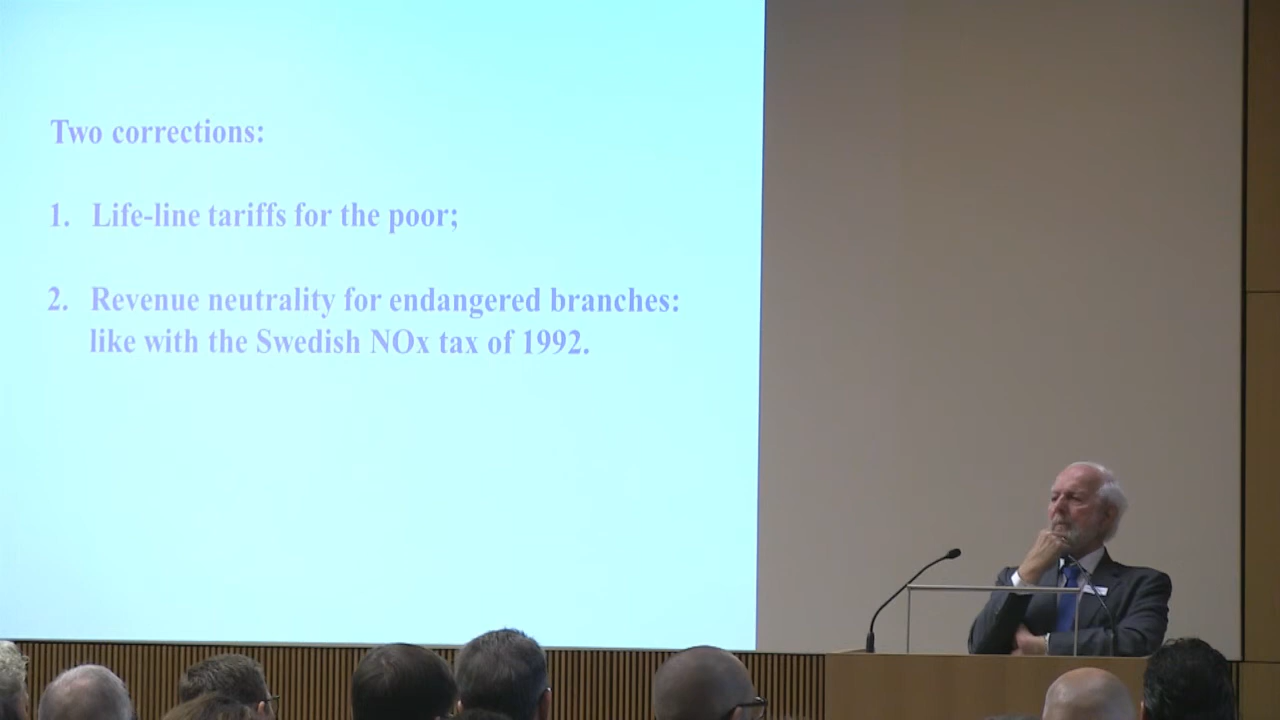 Two corrections:
1. Life-line tariffs for the poor;
2. Revenue neutrality for endangered branches:
like with the Swedish NOx tax of 1992.